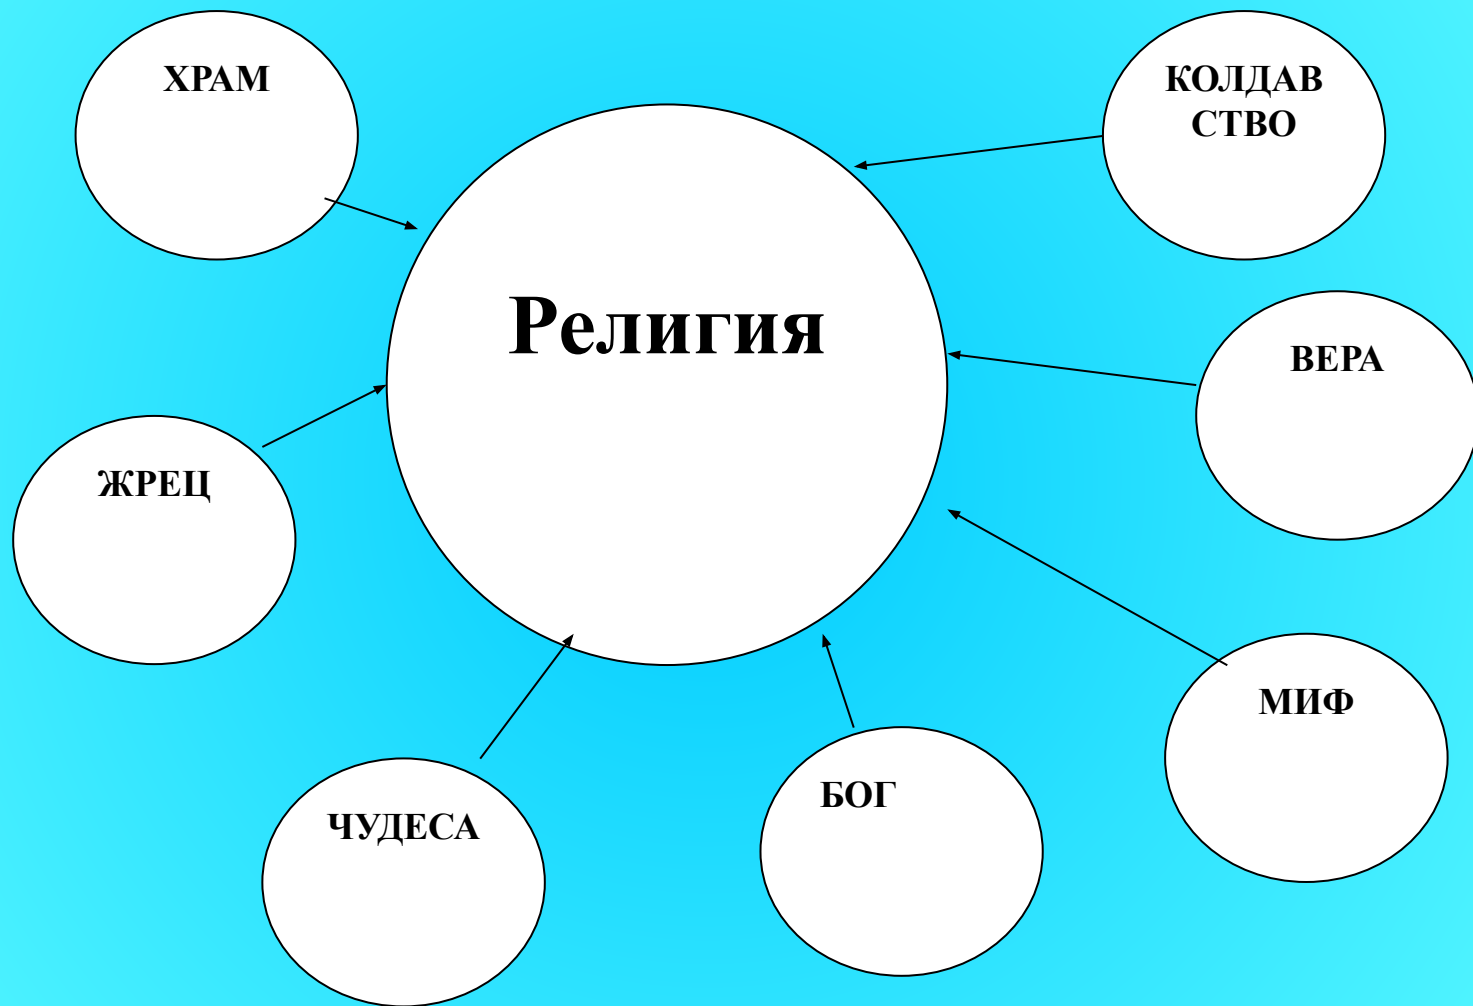 ХРАМ
КОЛДАВ
СТВО
Религия
ВЕРА
ЖРЕЦ
МИФ
БОГ
ЧУДЕСА